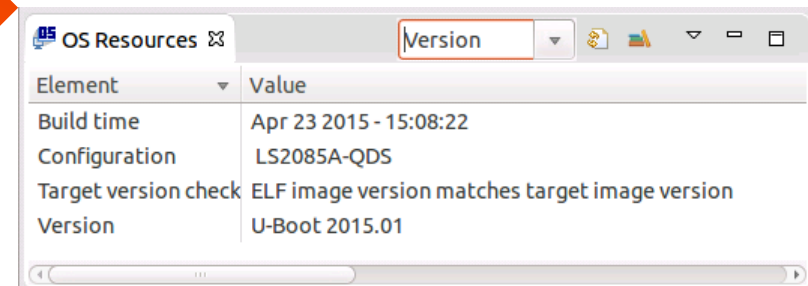 OS OS Resources Version
Element Value
Build time Apr 23 2015 - 15:08:22
Configuration LS2085A-QDS
Target version check ELF image version matches target image version
Version U-Boot 2015.01